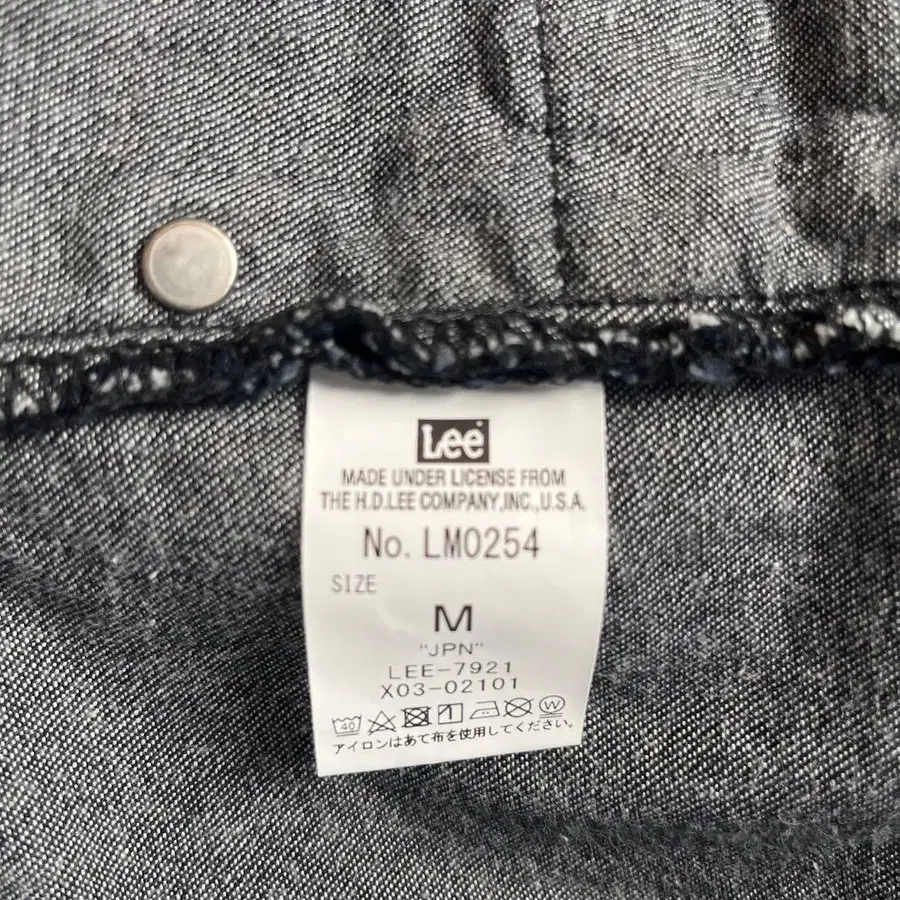 Lee
MADE UNDER LICENSE FROM
THE H.D.LEE COMPANY,INC.,U.S.A.
No. LM0254
SIZE
M
"JPN"
LEE-7921
X03-02101
40 W
アイロンはあて布を使用してください。